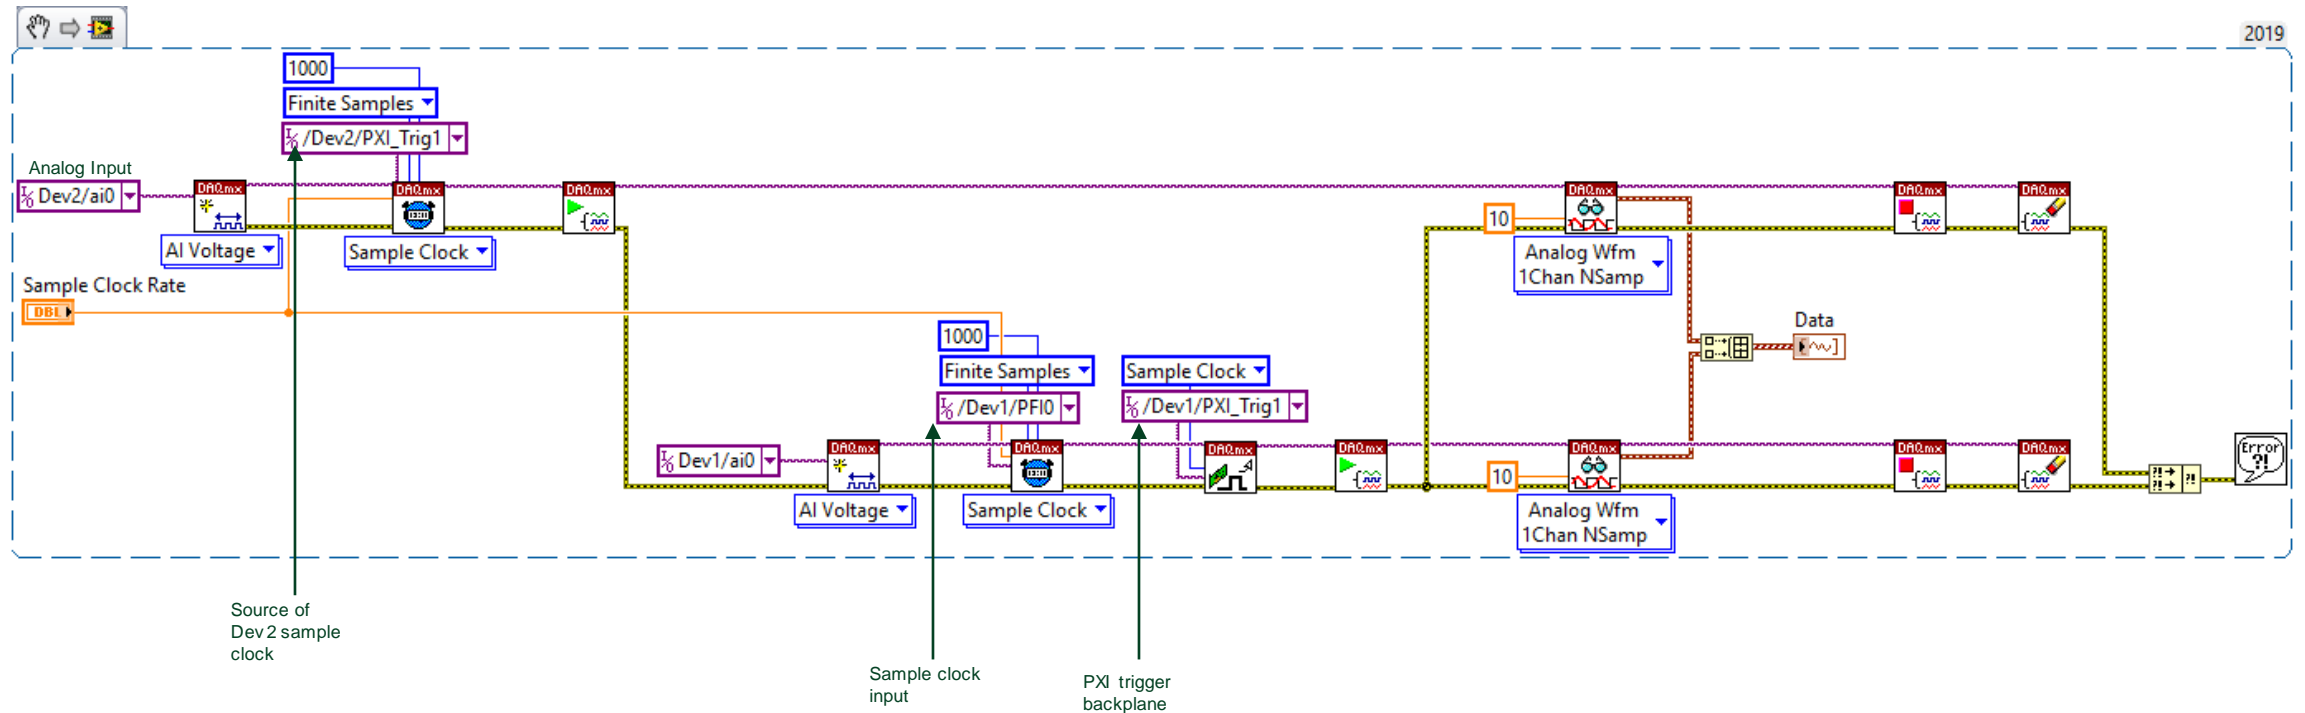 2019
1000
Finite Samples
/Dev2/PXI_Trig1
Analog Input
Dev2/ai0
DAQmx
DAQmx
DAQmx
DAQmx
DAQmx
DAQmx
AI Voltage
Sample Clock
10
Analog Wfm
1Chan NSamp
Sample Clock Rate
DBL
1000
Finite Samples
/Dev1/PFI0
Sample Clock
/Dev1/PXI_Trig1
Data
Dev1/ai0
DAQmx
DAQmx
DAQmx
DAQmx
DAQmx
DAQmx
DAQmx
AI Voltage
Sample Clock
10
Analog Wfm
1Chan NSamp
Error
?!
Source of
Dev2 sample
clock
Sample clock
input
PXI trigger
backplane